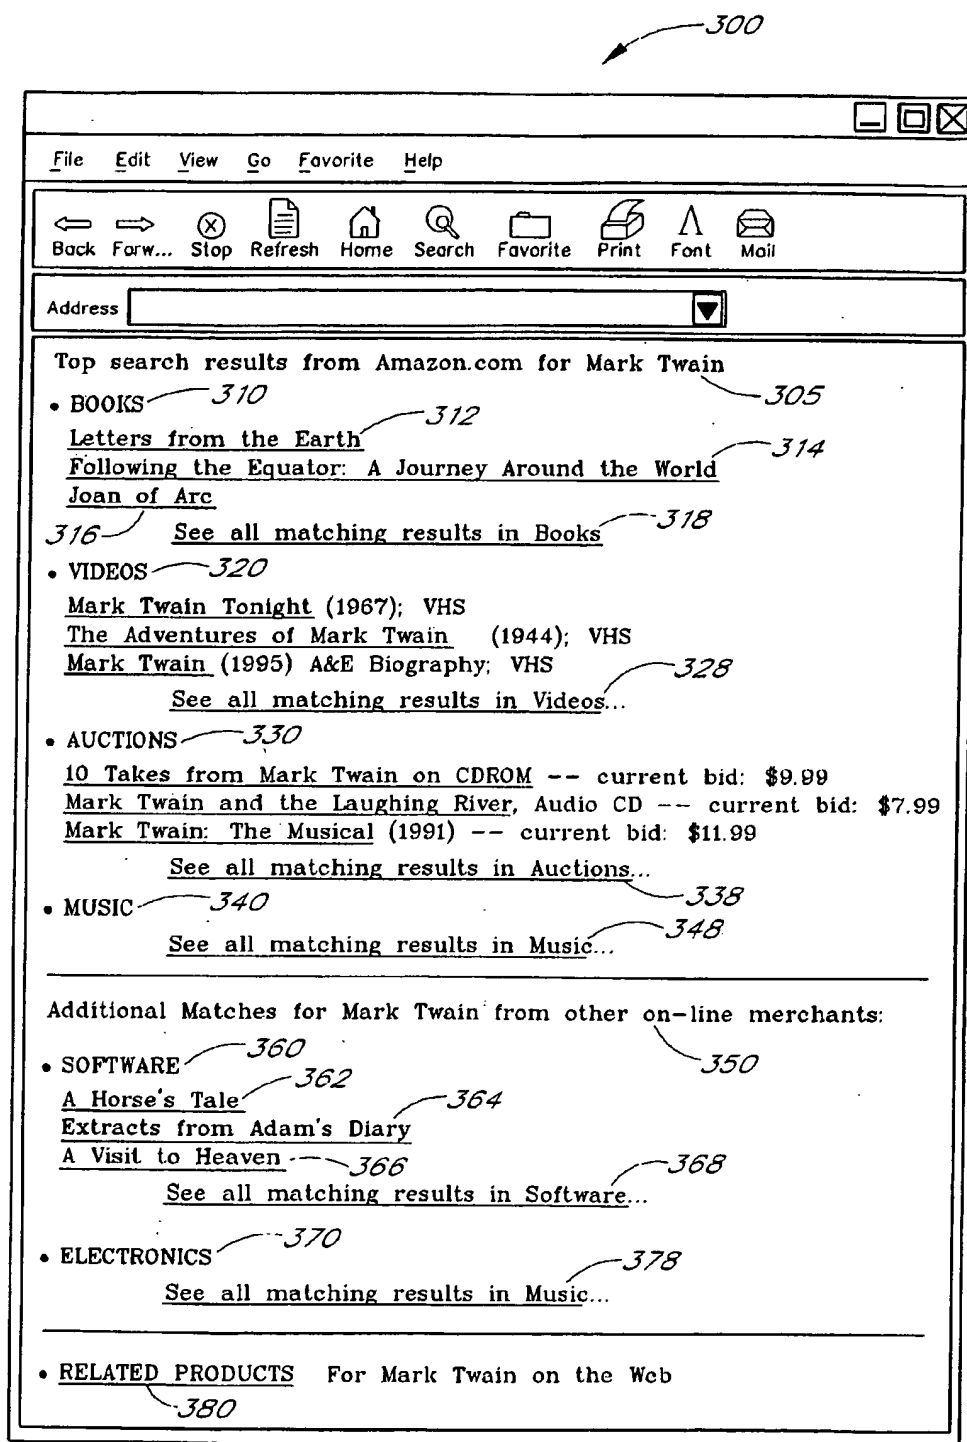 300
File Edit View Go Favorite Help
Back Forw... Stop Refresh Home Search Favorite Print Font Mail
Address
Top search results from Amazon.com for Mark Twain
305
• BOOKS 310
312
Letters from the Earth
314
Following the Equator: A Journey Around the World
Joan of Arc
316 See all matching results in Books 318
• VIDEOS 320
Mark Twain Tonight (1967); VHS
The Adventures of Mark Twain (1944); VHS
Mark Twain (1995) A&E Biography; VHS
328
See all matching results in Videos...
• AUCTIONS 330
10 Takes from Mark Twain on CDROM -- current bid: $9.99
Mark Twain and the Laughing River, Audio CD -- current bid: $7.99
Mark Twain: The Musical (1991) -- current bid: $11.99
See all matching results in Auctions...
338
• MUSIC 340
348
See all matching results in Music...
Additional Matches for Mark Twain from other on-line merchants:
350
• SOFTWARE 360
362
A Horse's Tale
364
Extracts from Adam's Diary
A Visit to Heaven 366
368
See all matching results in Software...
• ELECTRONICS 370
378
See all matching results in Music...
• RELATED PRODUCTS For Mark Twain on the Web
380